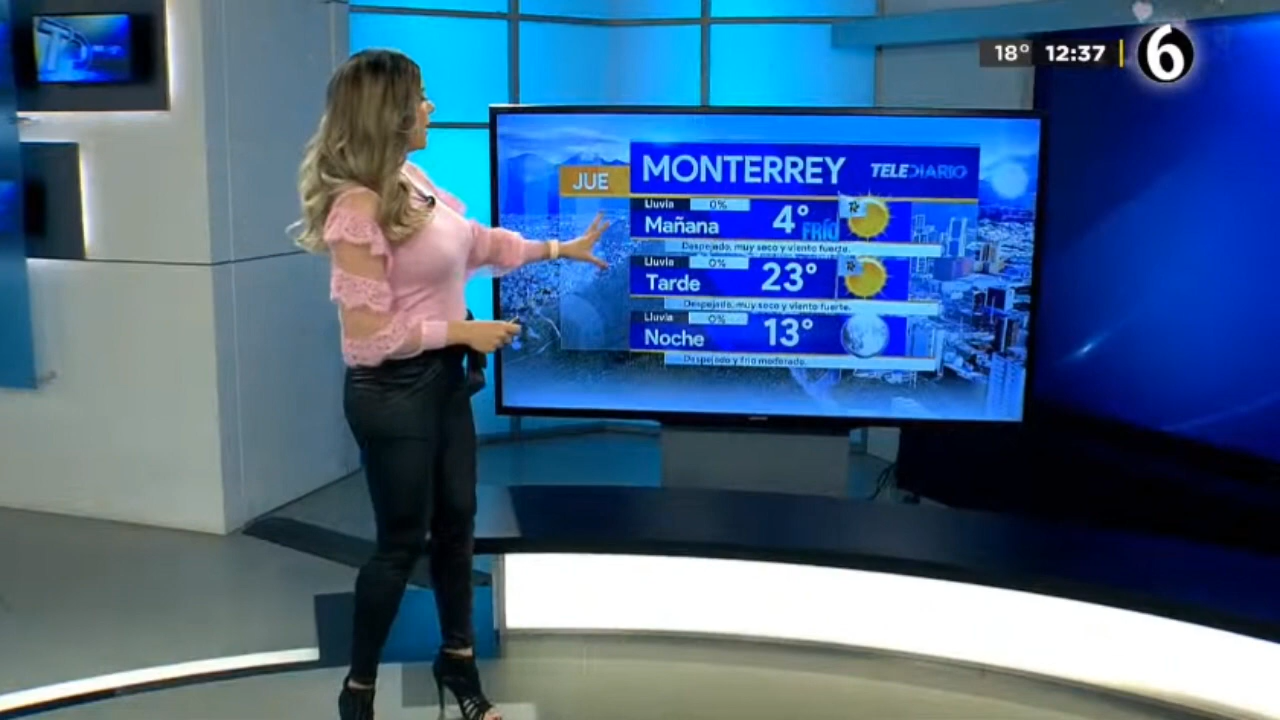 18° 12:37
6
JUE
MONTERREY TELEDIARIO
Lluvia 0%
Mañana 4° FRÍO
Despejado, muy seco y viento fuerte.
Lluvia 0%
Tarde 23°
Despejado, muy seco y viento fuerte.
Lluvia 0%
Noche 13°
Despejado y frío moderado.